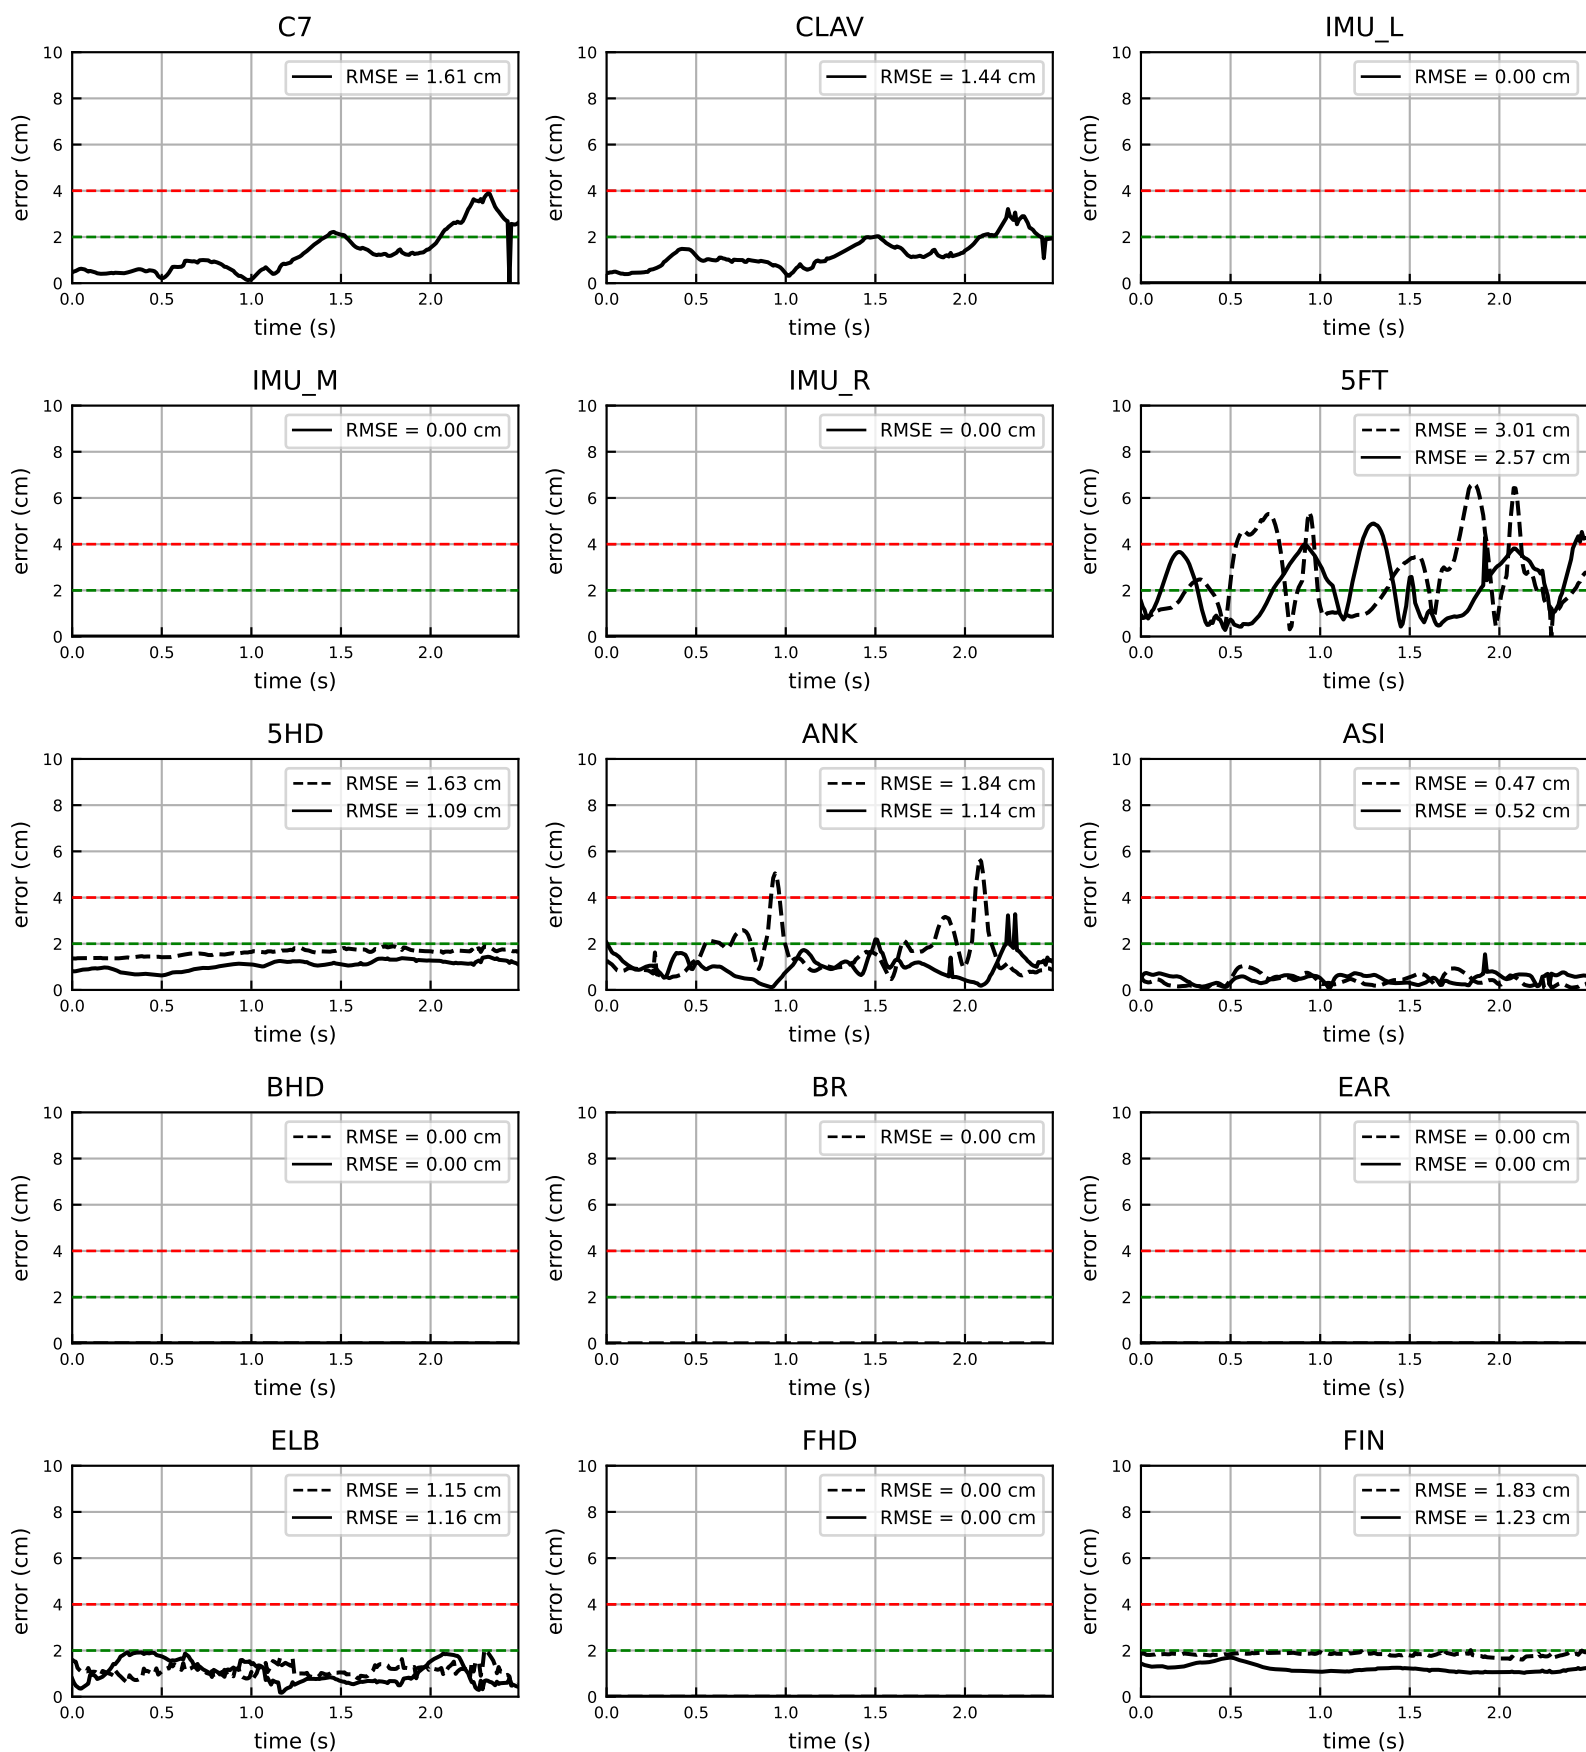 C7
CLAV
IMU_L
RMSE = 1.61 cm
RMSE = 1.44 cm
RMSE = 0.00 cm
error (cm)
10
8
6
4
2
0
0.0 0.5 1.0 1.5 2.0
time (s)
error (cm)
10
8
6
4
2
0
0.0 0.5 1.0 1.5 2.0
time (s)
error (cm)
10
8
6
4
2
0
0.0 0.5 1.0 1.5 2.0
time (s)
IMU_M
IMU_R
5FT
RMSE = 0.00 cm
RMSE = 0.00 cm
RMSE = 3.01 cm
RMSE = 2.57 cm
error (cm)
10
8
6
4
2
0
0.0 0.5 1.0 1.5 2.0
time (s)
error (cm)
10
8
6
4
2
0
0.0 0.5 1.0 1.5 2.0
time (s)
error (cm)
10
8
6
4
2
0
0.0 0.5 1.0 1.5 2.0
time (s)
5HD
ANK
ASI
RMSE = 1.63 cm
RMSE = 1.09 cm
RMSE = 1.84 cm
RMSE = 1.14 cm
RMSE = 0.47 cm
RMSE = 0.52 cm
error (cm)
10
8
6
4
2
0
0.0 0.5 1.0 1.5 2.0
time (s)
error (cm)
10
8
6
4
2
0
0.0 0.5 1.0 1.5 2.0
time (s)
error (cm)
10
8
6
4
2
0
0.0 0.5 1.0 1.5 2.0
time (s)
BHD
BR
EAR
RMSE = 0.00 cm
RMSE = 0.00 cm
RMSE = 0.00 cm
RMSE = 0.00 cm
RMSE = 0.00 cm
error (cm)
10
8
6
4
2
0
0.0 0.5 1.0 1.5 2.0
time (s)
error (cm)
10
8
6
4
2
0
0.0 0.5 1.0 1.5 2.0
time (s)
error (cm)
10
8
6
4
2
0
0.0 0.5 1.0 1.5 2.0
time (s)
ELB
FHD
FIN
RMSE = 1.15 cm
RMSE = 1.16 cm
RMSE = 0.00 cm
RMSE = 0.00 cm
RMSE = 1.83 cm
RMSE = 1.23 cm
error (cm)
10
8
6
4
2
0
0.0 0.5 1.0 1.5 2.0
time (s)
error (cm)
10
8
6
4
2
0
0.0 0.5 1.0 1.5 2.0
time (s)
error (cm)
10
8
6
4
2
0
0.0 0.5 1.0 1.5 2.0
time (s)